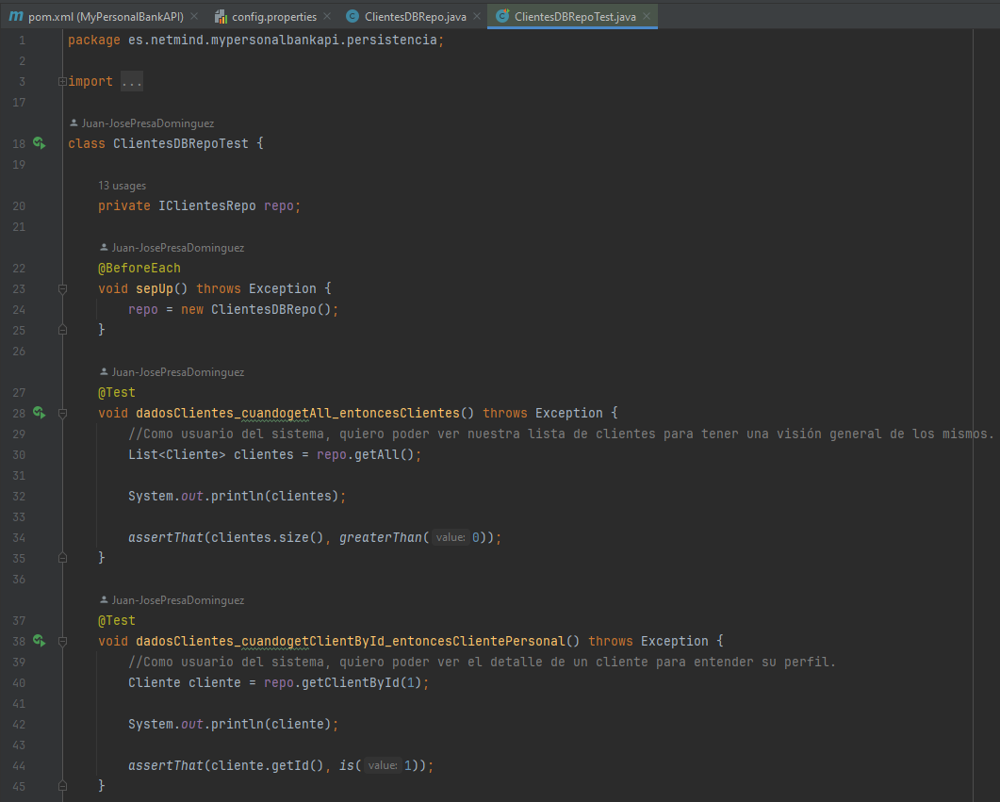 pom.xml (MyPersonalBankAPI) config.properties ClientesDBRepo.java ClientesDBRepoTest.java
1 package es.netmind.mypersonalbankapi.persistencia;
2
3 import ...
17
Juan-JosePresaDominguez
18 class ClientesDBRepoTest {
19
13 usages
20 private IClientesRepo repo;
21
Juan-JosePresaDominguez
22 @BeforeEach
23 void sepUp() throws Exception {
24 repo = new ClientesDBRepo();
25 }
26
Juan-JosePresaDominguez
27 @Test
28 void dadosClientes_cuandogetAll_entoncesClientes() throws Exception {
29 //Como usuario del sistema, quiero poder ver nuestra lista de clientes para tener una visión general de los mismos.
30 List<Cliente> clientes = repo.getAll();
31
32 System.out.println(clientes);
33
34 assertThat(clientes.size(), greaterThan( value: 0));
35 }
36
Juan-JosePresaDominguez
37 @Test
38 void dadosClientes_cuandogetClientById_entoncesClientePersonal() throws Exception {
39 //Como usuario del sistema, quiero poder ver el detalle de un cliente para entender su perfil.
40 Cliente cliente = repo.getClientById(1);
41
42 System.out.println(cliente);
43
44 assertThat(cliente.getId(), is( value: 1));
45 }